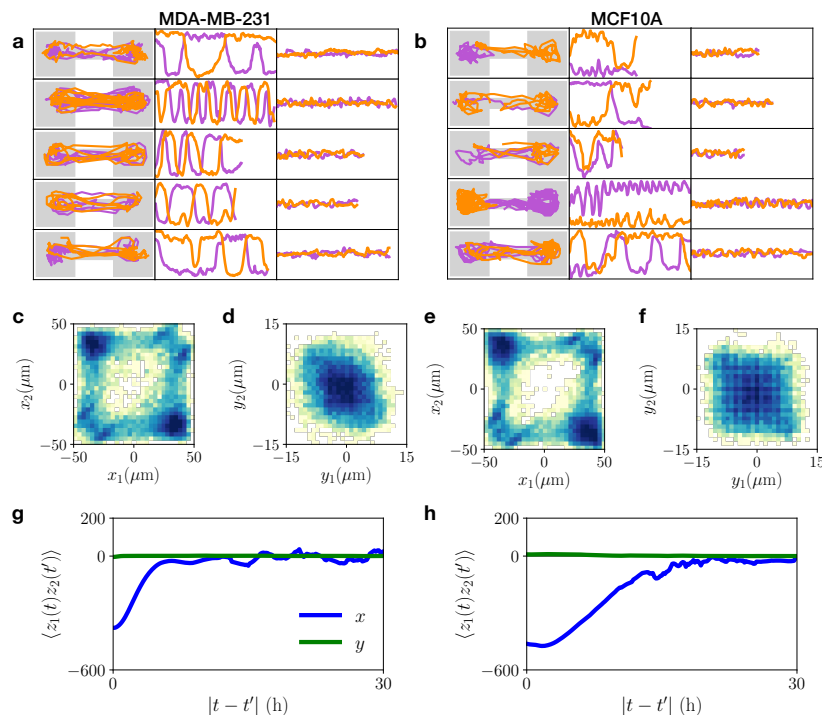 MDA-MB-231
MCF10A
a
b
c
d
e
f
50
0
−50
x₂(μm)
−50 0 50
x₁(μm)
15
0
−15
y₂(μm)
−15 0 15
y₁(μm)
50
0
−50
x₂(μm)
−50 0 50
x₁(μm)
15
0
−15
y₂(μm)
−15 0 15
y₁(μm)
g
h
200
0
−600
⟨z₁(t)z₂(t′)⟩
x
y
0 30
|t − t′| (h)
200
0
−600
⟨z₁(t)z₂(t′)⟩
0 30
|t − t′| (h)